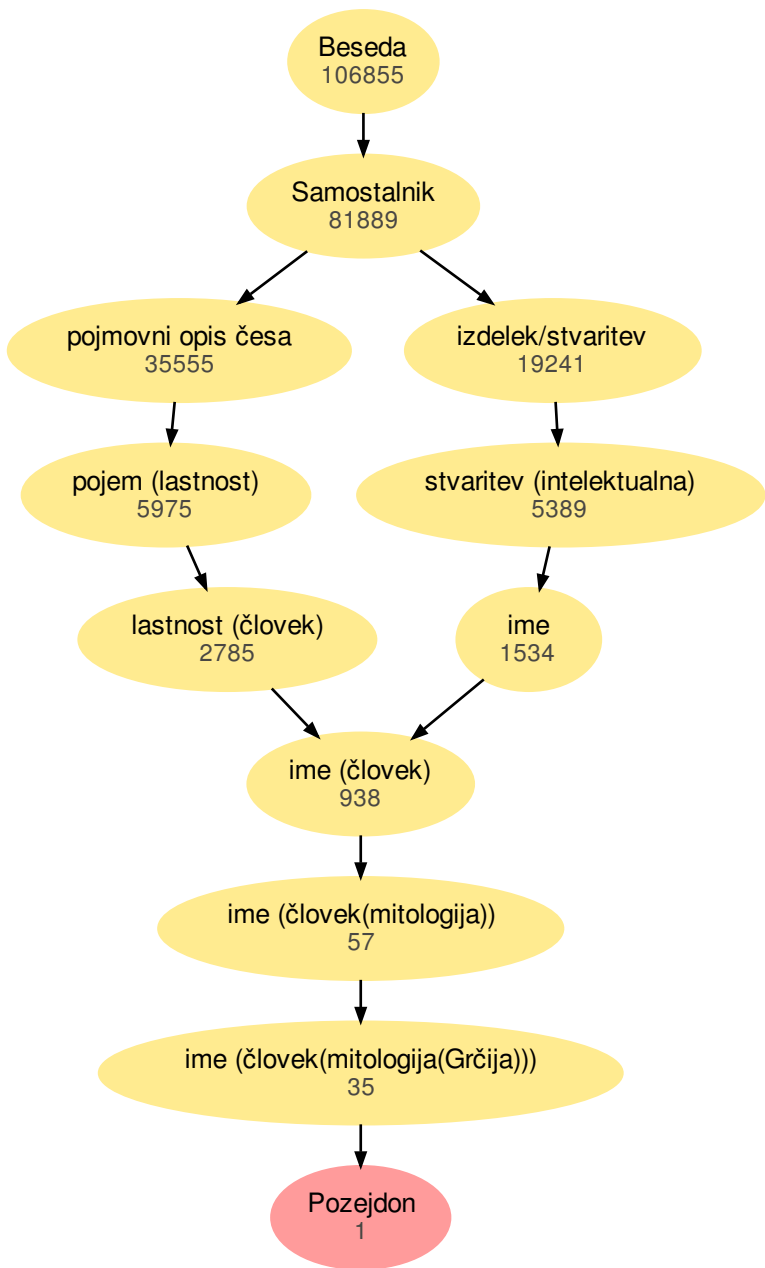 Beseda
106855
Samostalnik
81889
pojmovni opis česa
35555
izdelek/stvaritev
19241
pojem (lastnost)
5975
stvaritev (intelektualna)
5389
lastnost (človek)
2785
ime
1534
ime (človek)
938
ime (človek(mitologija))
57
ime (človek(mitologija(Grčija)))
35
Pozejdon
1